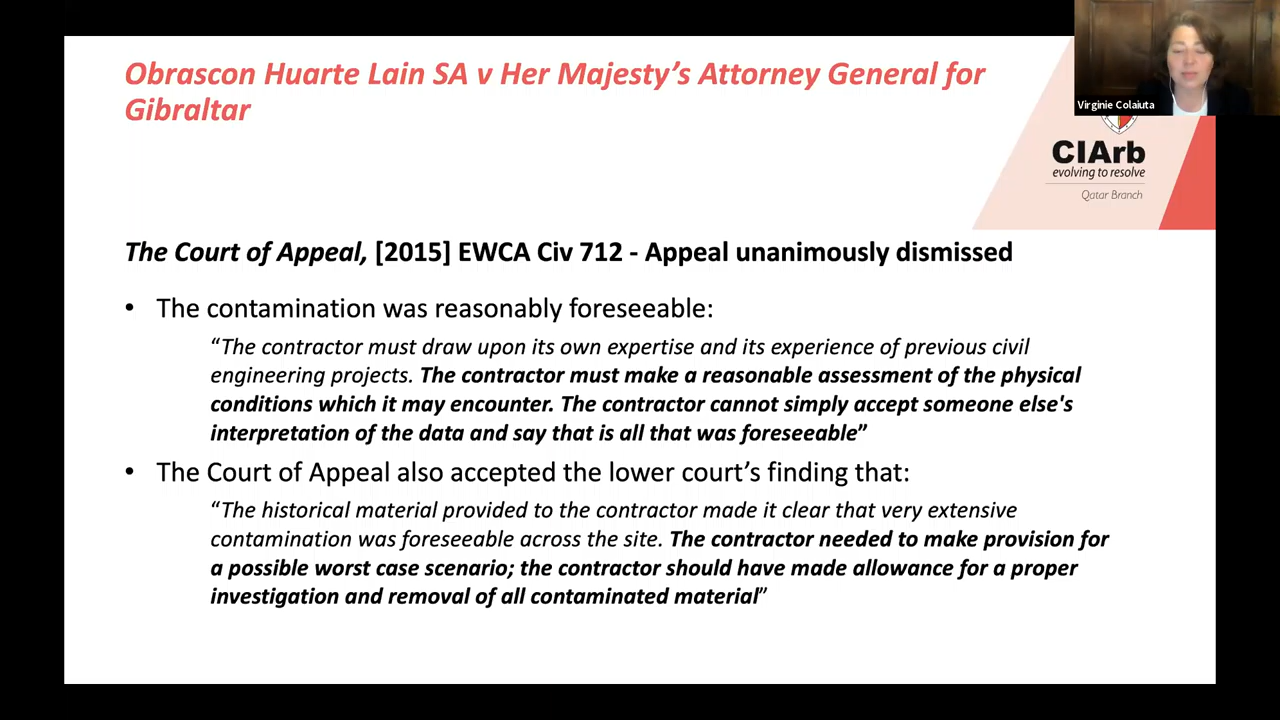 Obrascon Huarte Lain SA v Her Majesty’s Attorney General for
Gibraltar
Virginie Colaiuta
CIArb
evolving to resolve
Qatar Branch
The Court of Appeal, [2015] EWCA Civ 712 - Appeal unanimously dismissed
• The contamination was reasonably foreseeable:
“The contractor must draw upon its own expertise and its experience of previous civil
engineering projects. The contractor must make a reasonable assessment of the physical
conditions which it may encounter. The contractor cannot simply accept someone else's
interpretation of the data and say that is all that was foreseeable”
• The Court of Appeal also accepted the lower court’s finding that:
“The historical material provided to the contractor made it clear that very extensive
contamination was foreseeable across the site. The contractor needed to make provision for
a possible worst case scenario; the contractor should have made allowance for a proper
investigation and removal of all contaminated material”